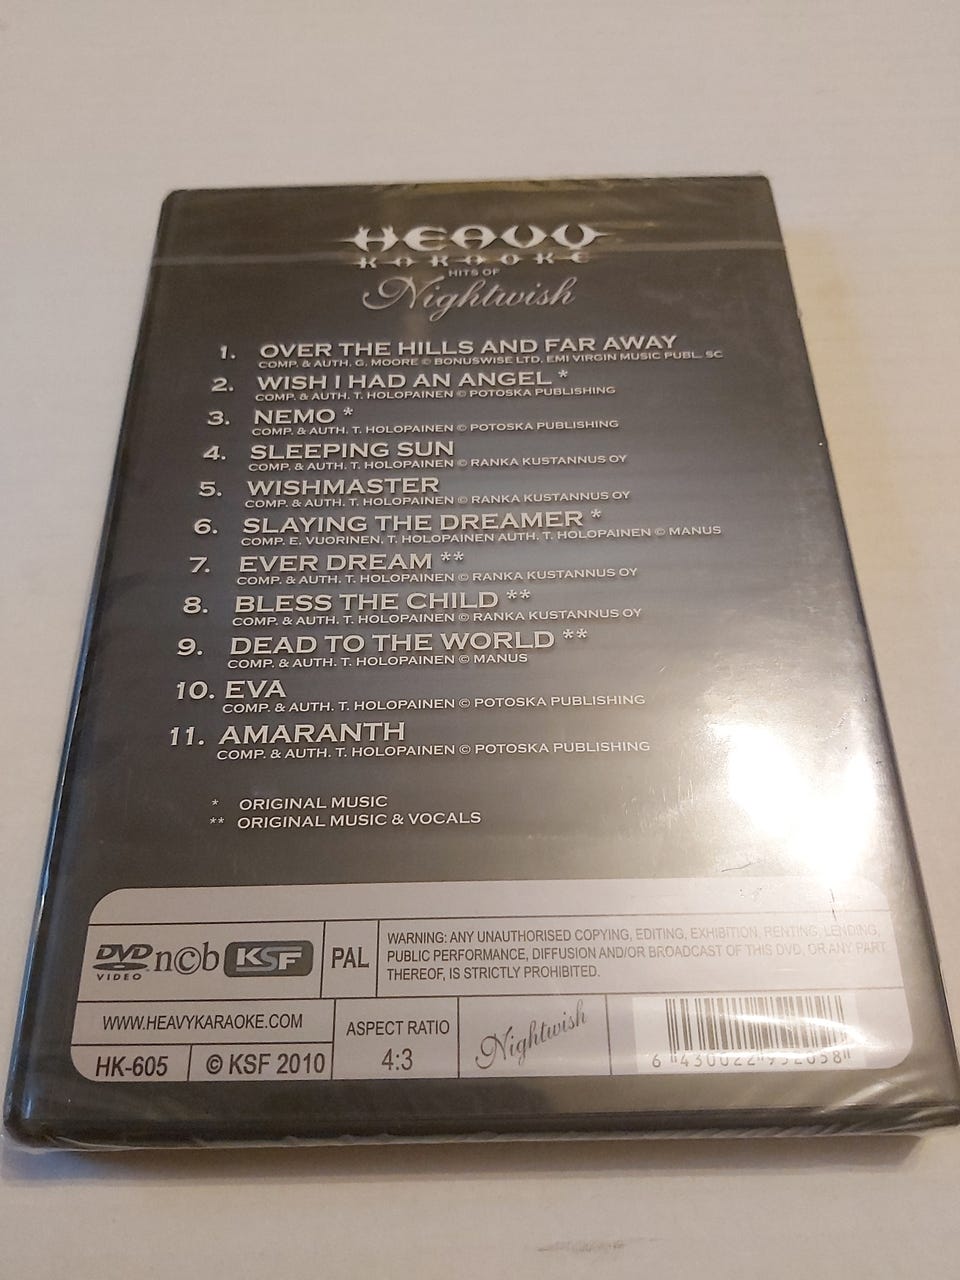 HEAVY
KARAOKE
HITS OF
Nightwish
1. OVER THE HILLS AND FAR AWAY
COMP. & AUTH. G. MOORE © BONUSWISE LTD. EMI VIRGIN MUSIC PUBL. SC
2. WISH I HAD AN ANGEL *
COMP. & AUTH. T. HOLOPAINEN © POTOSKA PUBLISHING
3. NEMO *
COMP. & AUTH. T. HOLOPAINEN © POTOSKA PUBLISHING
4. SLEEPING SUN
COMP. & AUTH. T. HOLOPAINEN © RANKA KUSTANNUS OY
5. WISHMASTER
COMP. & AUTH. T. HOLOPAINEN © RANKA KUSTANNUS OY
6. SLAYING THE DREAMER *
COMP. E. VUORINEN, T. HOLOPAINEN AUTH. T. HOLOPAINEN © MANUS
7. EVER DREAM **
COMP. & AUTH. T. HOLOPAINEN © RANKA KUSTANNUS OY
8. BLESS THE CHILD **
COMP. & AUTH. T. HOLOPAINEN © RANKA KUSTANNUS OY
9. DEAD TO THE WORLD **
COMP. & AUTH. T. HOLOPAINEN © MANUS
10. EVA
COMP. & AUTH. T. HOLOPAINEN © POTOSKA PUBLISHING
11. AMARANTH
COMP. & AUTH. T. HOLOPAINEN © POTOSKA PUBLISHING
* ORIGINAL MUSIC
** ORIGINAL MUSIC & VOCALS
DVD VIDEO n©b KSF PAL
WARNING: ANY UNAUTHORISED COPYING, EDITING, EXHIBITION, RENTING, LENDING,
PUBLIC PERFORMANCE, DIFFUSION AND/OR BROADCAST OF THIS DVD, OR ANY PART
THEREOF, IS STRICTLY PROHIBITED.
WWW.HEAVYKARAOKE.COM
HK-605 © KSF 2010
ASPECT RATIO
4:3
Nightwish